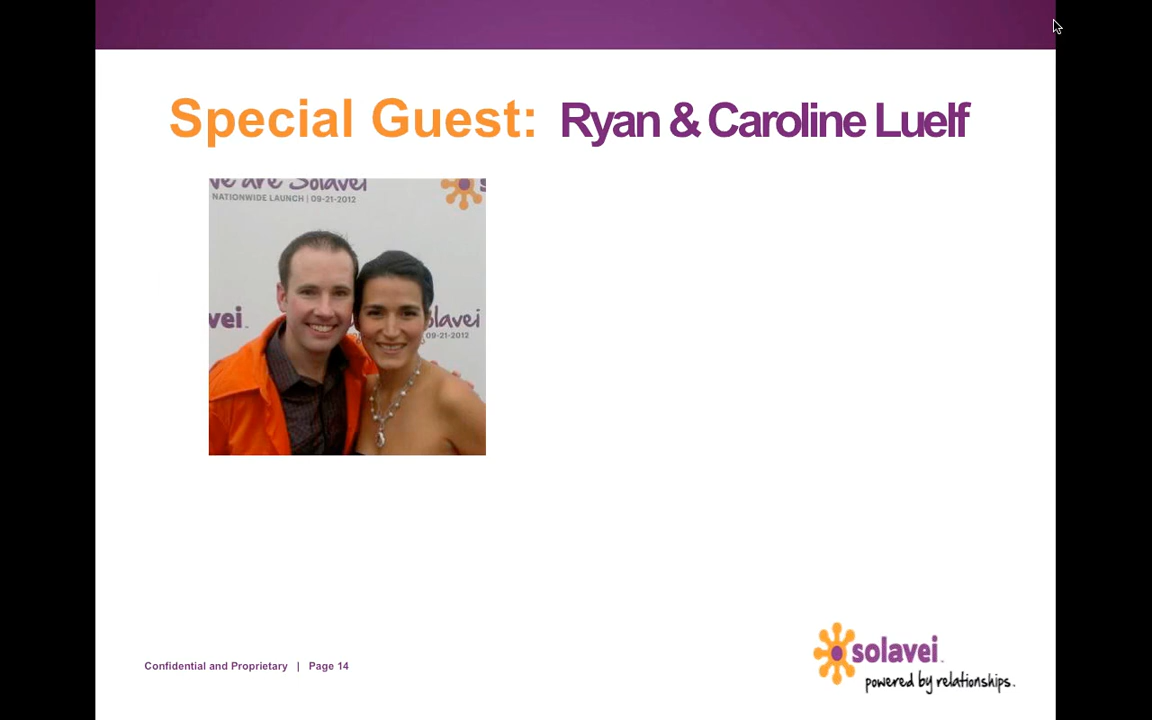 Special Guest: Ryan & Caroline Luelf
we are Solavei
NATIONWIDE LAUNCH | 09-21-2012
vei
olavei
09-21-2012
Confidential and Proprietary | Page 14
solavei
powered by relationships.